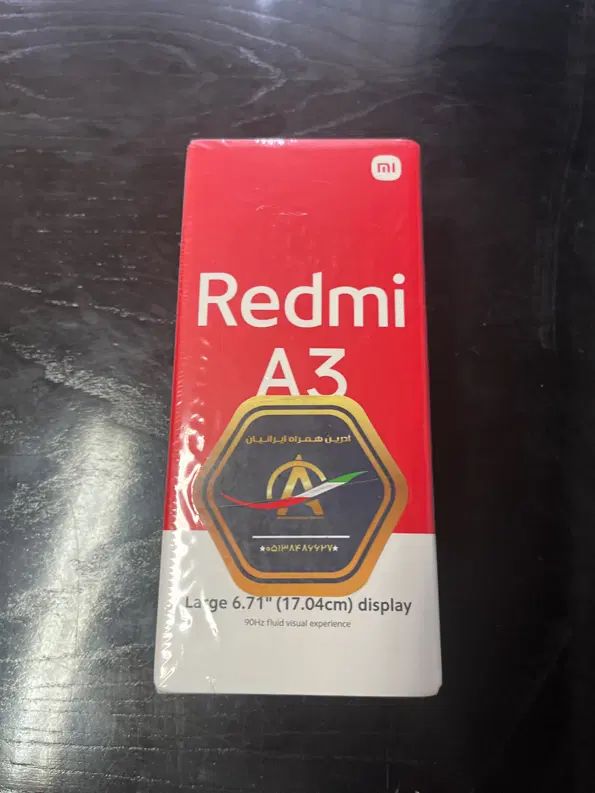 mi
Redmi
A3
آدرین همراه ایرانیان
A
*۰۵۱۳۸۴۸۶۶۲۷*
Large 6.71" (17.04cm) display
90Hz fluid visual experience